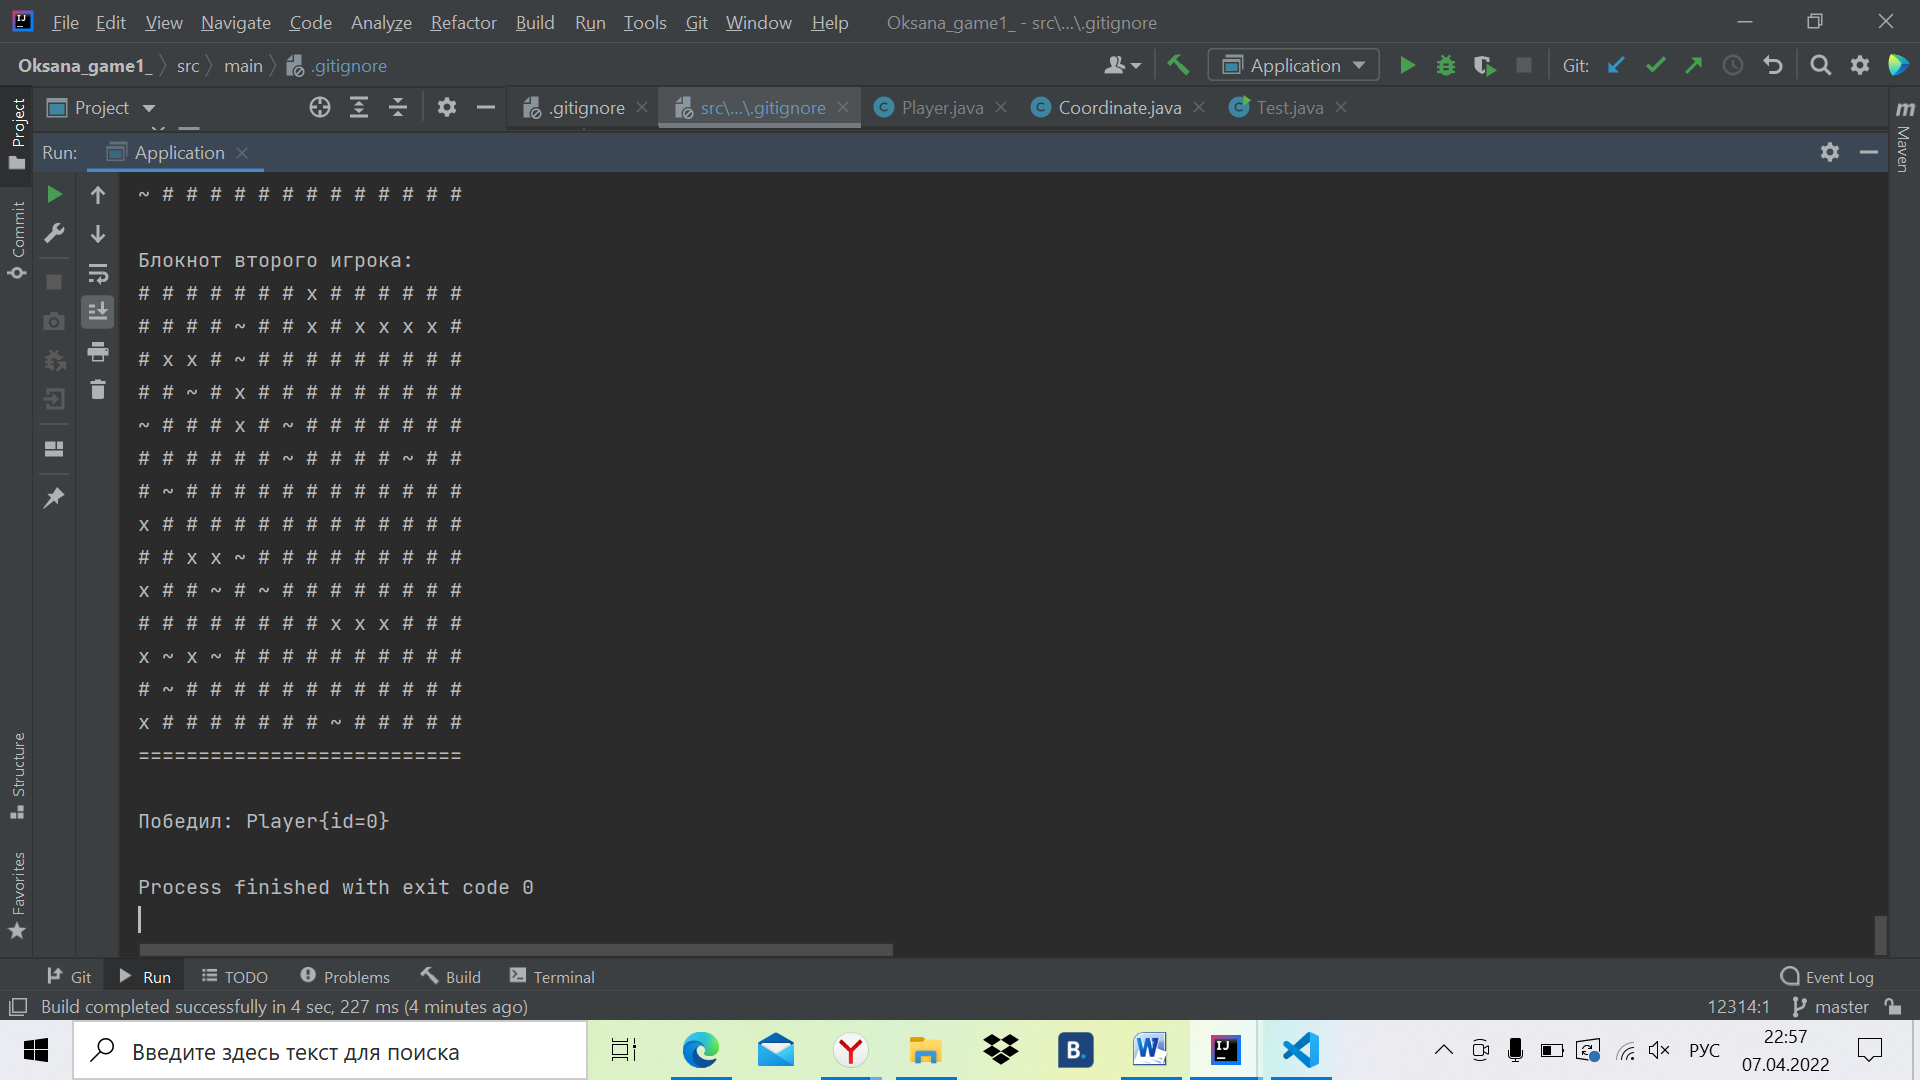 File Edit View Navigate Code Analyze Refactor Build Run Tools Git Window Help Oksana_game1_ - src\...\.gitignore
Oksana_game1_ src main .gitignore Application Git:
Project .gitignore src\...\.gitignore Player.java Coordinate.java Test.java
Run: Application
~ # # # # # # # # # # # # #
Блокнот второго игрока:
# # # # # # # x # # # # # #
# # # # ~ # # x # x x x x #
# x x # ~ # # # # # # # # #
# # ~ # x # # # # # # # # #
~ # # # x # ~ # # # # # # #
# # # # # # ~ # # # # ~ # #
# ~ # # # # # # # # # # # #
x # # # # # # # # # # # # #
# # x x ~ # # # # # # # # #
x # # ~ # ~ # # # # # # # #
# # # # # # # # x x x # # #
x ~ x ~ # # # # # # # # # #
# ~ # # # # # # # # # # # #
x # # # # # # # ~ # # # # #
===========================
Победил: Player{id=0}
Process finished with exit code 0
Project
Commit
Structure
Favorites
Maven
Git Run TODO Problems Build Terminal Event Log
Build completed successfully in 4 sec, 227 ms (4 minutes ago) 12314:1 master
Введите здесь текст для поиска
РУС
22:57
07.04.2022